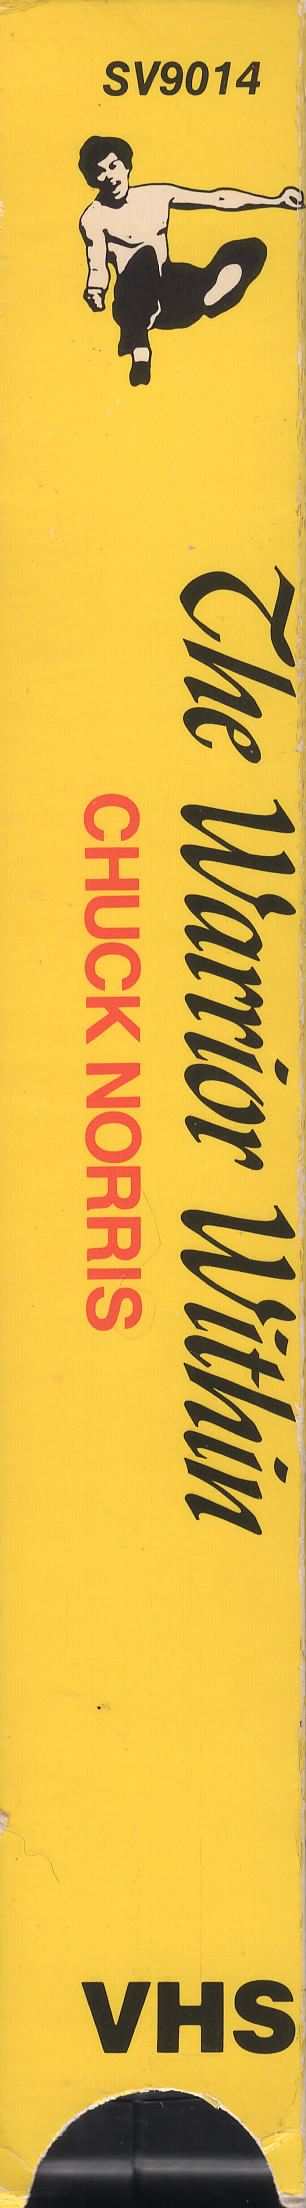 SV9014
The Warrior Within
CHUCK NORRIS
VHS